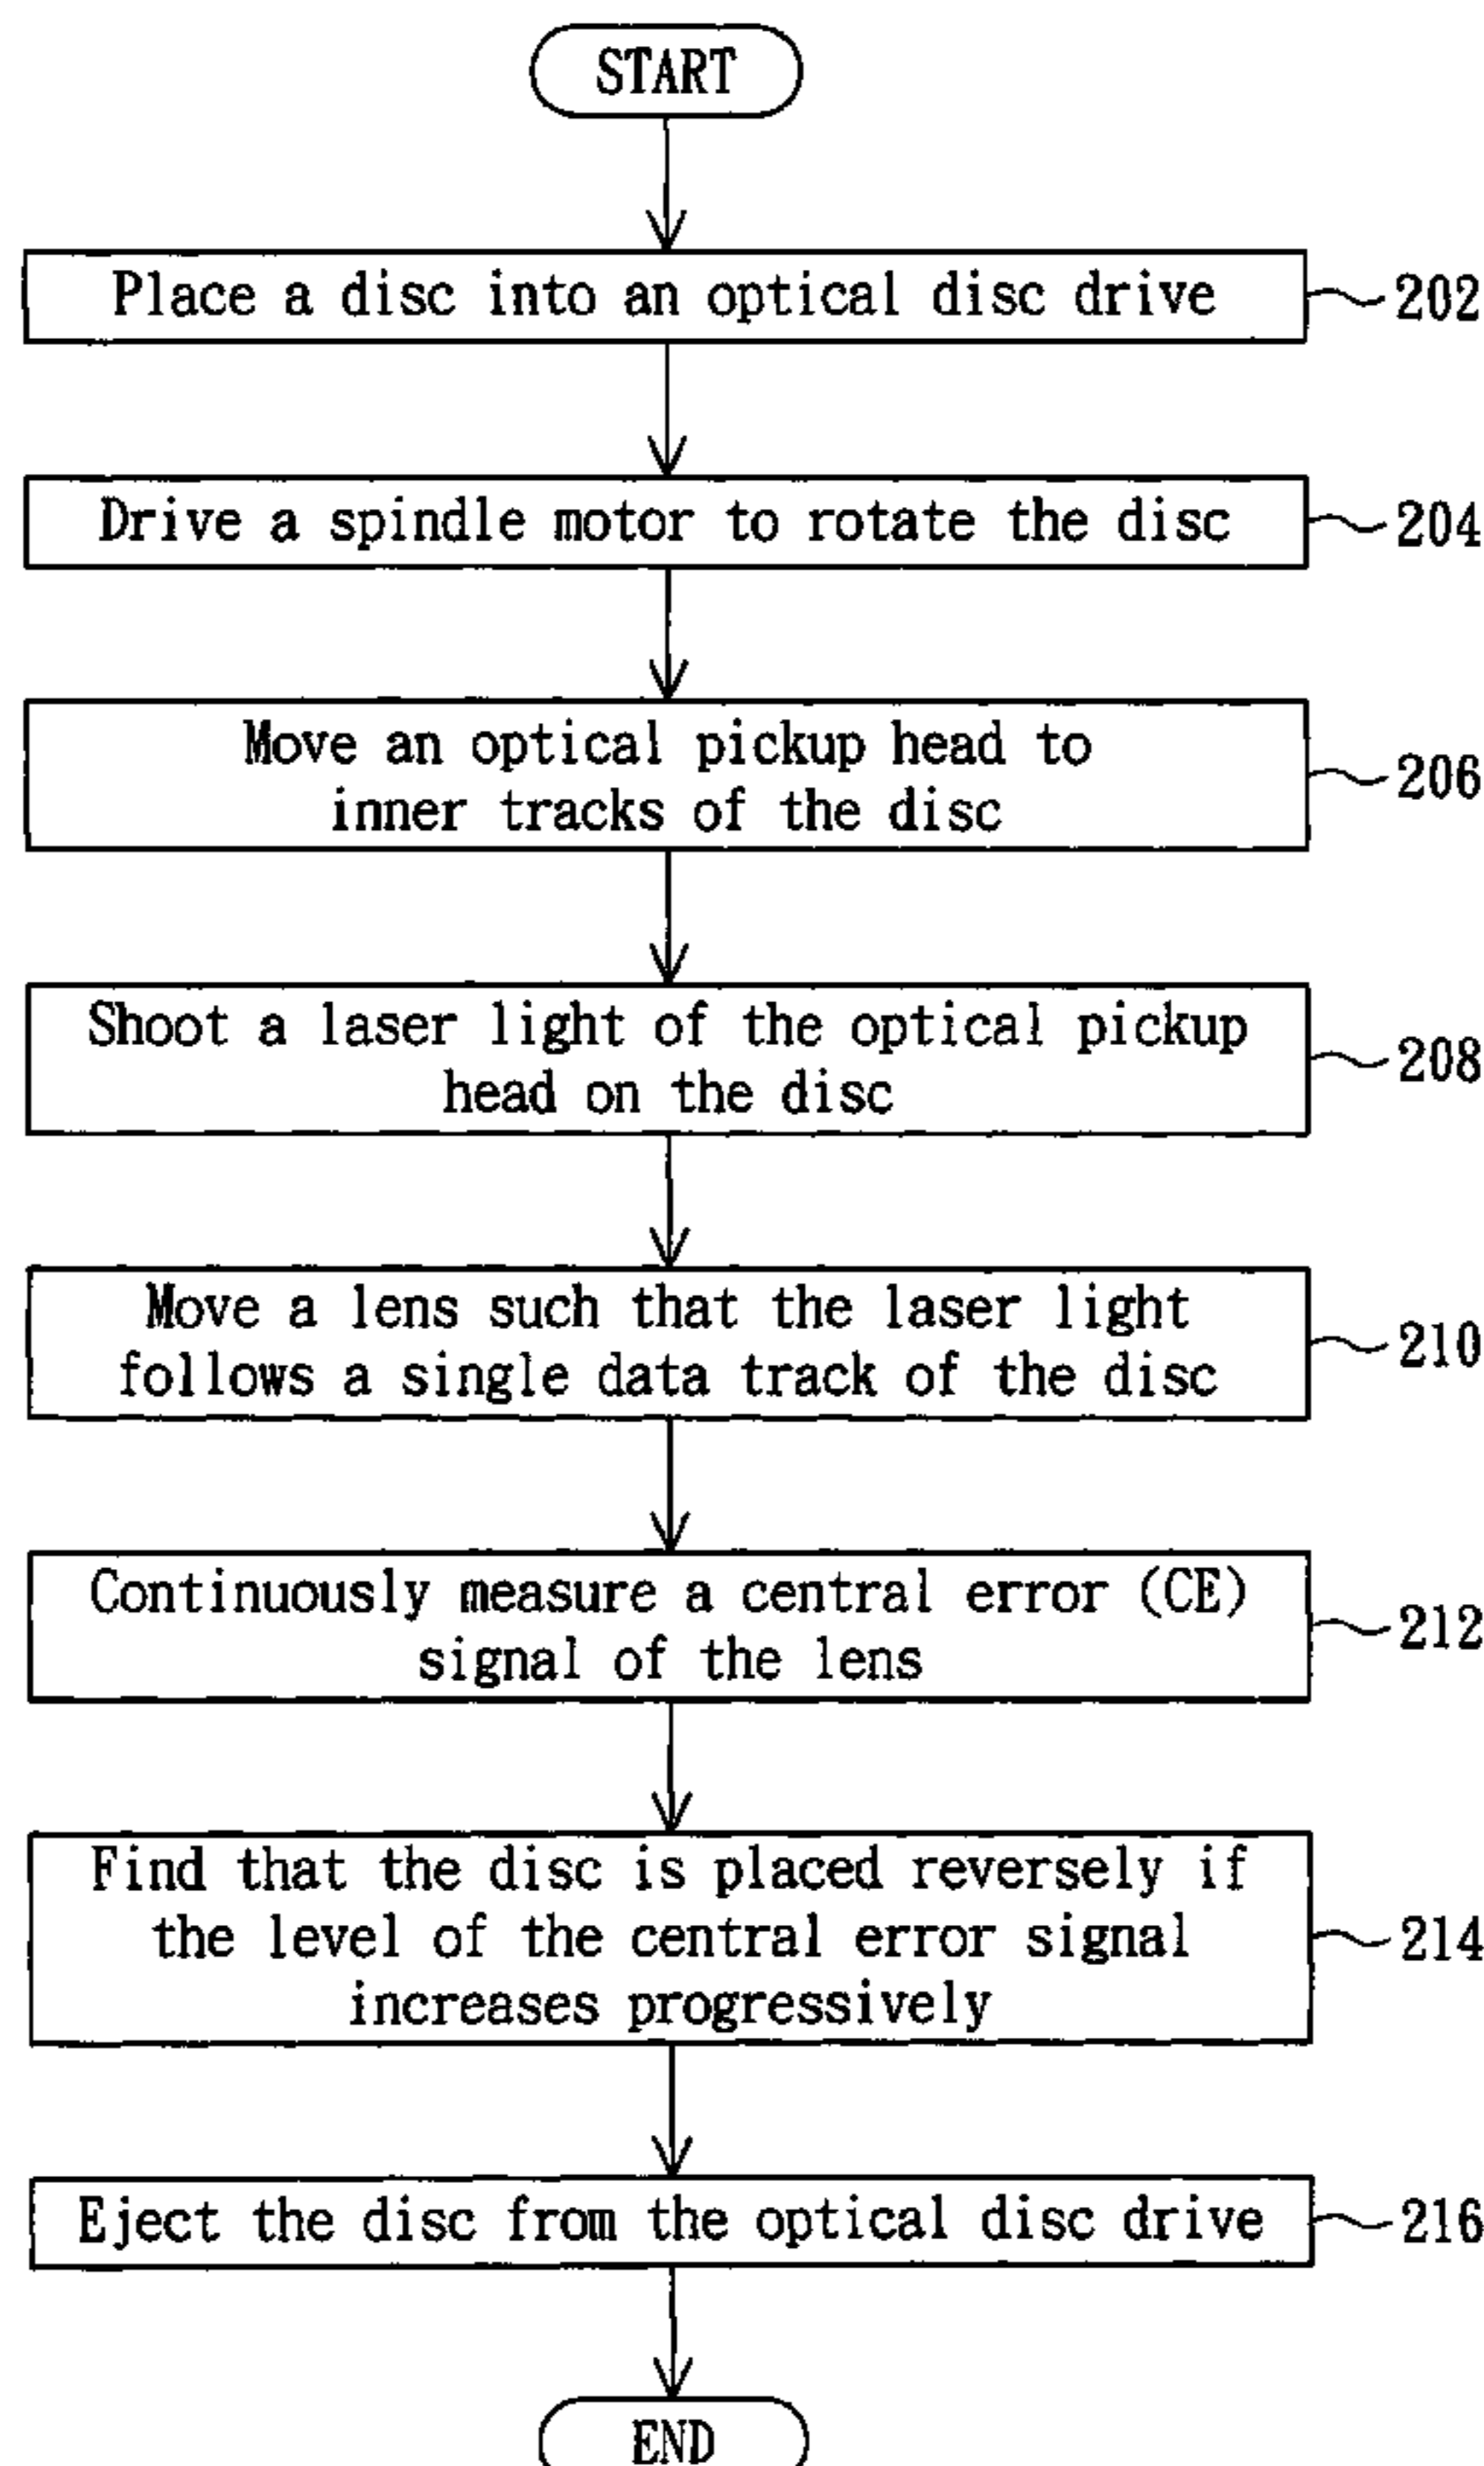 START
Place a disc into an optical disc drive
202
Drive a spindle motor to rotate the disc
204
Move an optical pickup head to
inner tracks of the disc
206
Shoot a laser light of the optical pickup
head on the disc
208
Move a lens such that the laser light
follows a single data track of the disc
210
Continuously measure a central error (CE)
signal of the lens
212
Find that the disc is placed reversely if
the level of the central error signal
increases progressively
214
Eject the disc from the optical disc drive
216
END